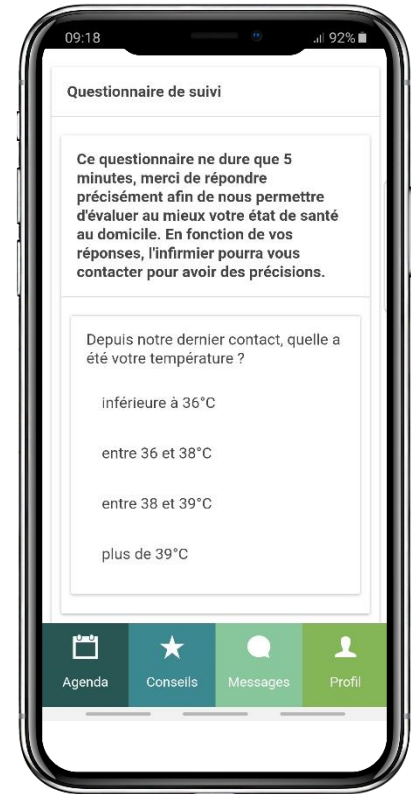 09:18
92%
Questionnaire de suivi
Ce questionnaire ne dure que 5
minutes, merci de répondre
précisément afin de nous permettre
d'évaluer au mieux votre état de santé
au domicile. En fonction de vos
réponses, l'infirmier pourra vous
contacter pour avoir des précisions.
Depuis notre dernier contact, quelle a
été votre température ?
inférieure à 36°C
entre 36 et 38°C
entre 38 et 39°C
plus de 39°C
Agenda Conseils Messages Profil